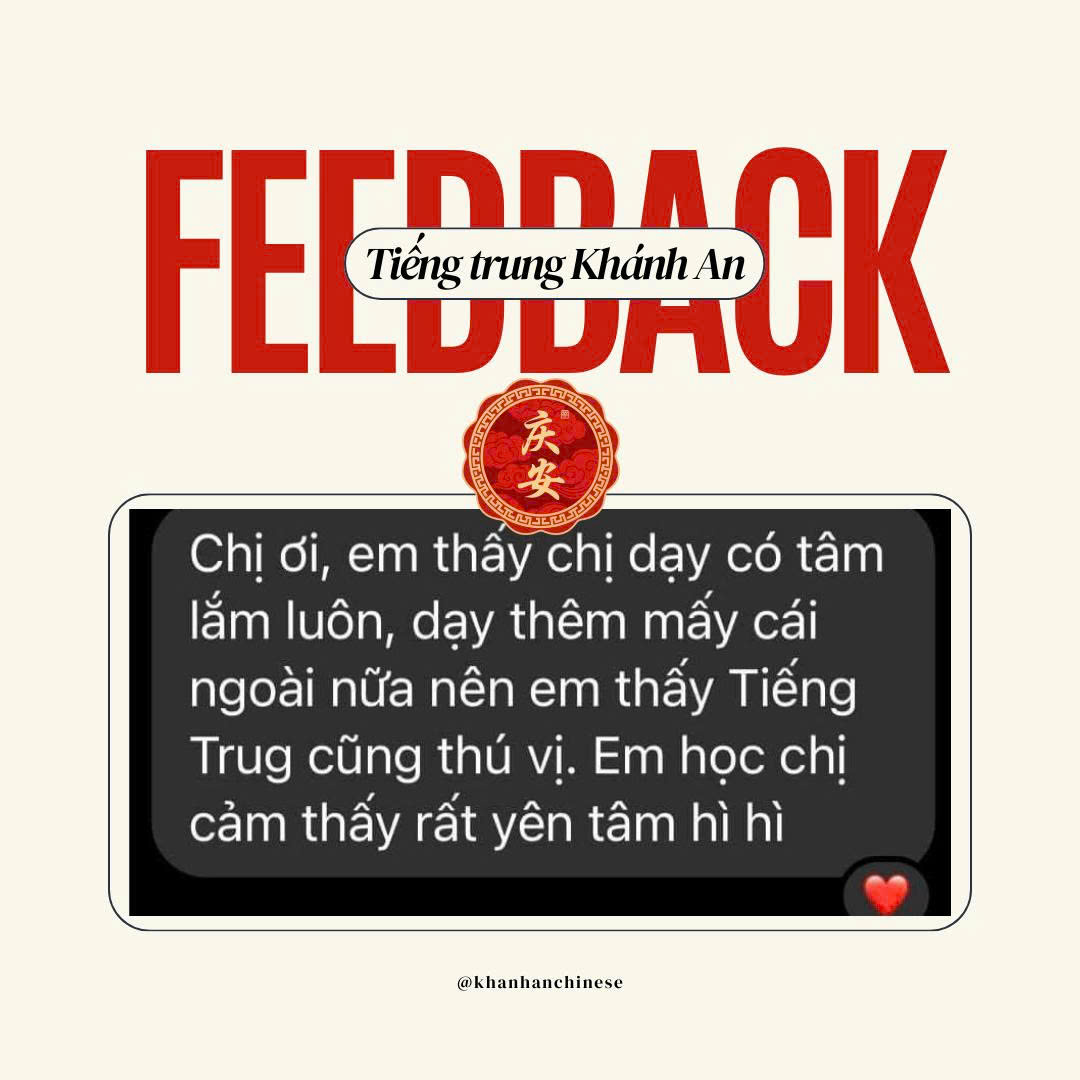 FEEDBACK
Tiếng trung Khánh An
庆
安
Chị ơi, em thấy chị dạy có tâm
lắm luôn, dạy thêm mấy cái
ngoài nữa nên em thấy Tiếng
Trug cũng thú vị. Em học chị
cảm thấy rất yên tâm hì hì
@khanhanchinese